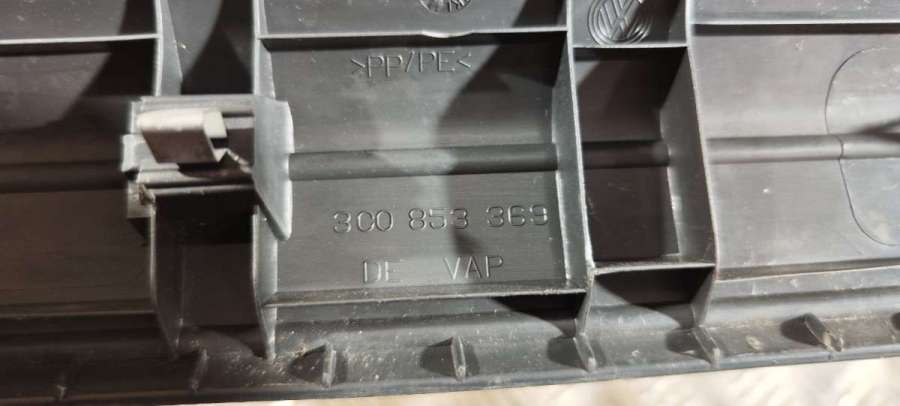 >PP/PE<
3C0 853 369
DE VAP